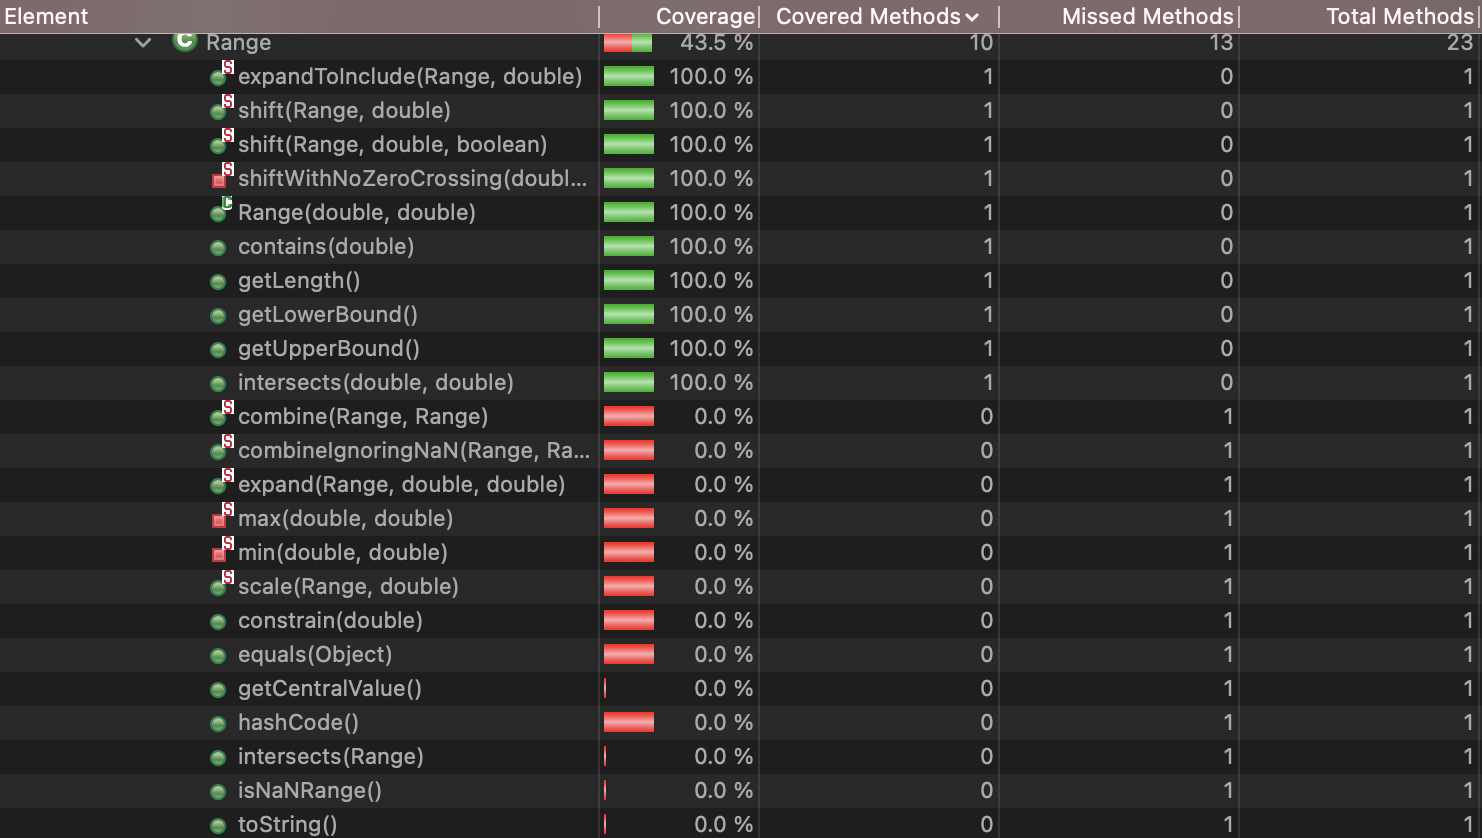 Element Coverage Covered Methods Missed Methods Total Methods
C Range 43.5 % 10 13 23
S expandToInclude(Range, double) 100.0 % 1 0 1
S shift(Range, double) 100.0 % 1 0 1
S shift(Range, double, boolean) 100.0 % 1 0 1
S shiftWithNoZeroCrossing(doubl... 100.0 % 1 0 1
C Range(double, double) 100.0 % 1 0 1
contains(double) 100.0 % 1 0 1
getLength() 100.0 % 1 0 1
getLowerBound() 100.0 % 1 0 1
getUpperBound() 100.0 % 1 0 1
intersects(double, double) 100.0 % 1 0 1
S combine(Range, Range) 0.0 % 0 1 1
S combineIgnoringNaN(Range, Ra... 0.0 % 0 1 1
S expand(Range, double, double) 0.0 % 0 1 1
S max(double, double) 0.0 % 0 1 1
S min(double, double) 0.0 % 0 1 1
S scale(Range, double) 0.0 % 0 1 1
constrain(double) 0.0 % 0 1 1
equals(Object) 0.0 % 0 1 1
getCentralValue() 0.0 % 0 1 1
hashCode() 0.0 % 0 1 1
intersects(Range) 0.0 % 0 1 1
isNaNRange() 0.0 % 0 1 1
toString() 0.0 % 0 1 1